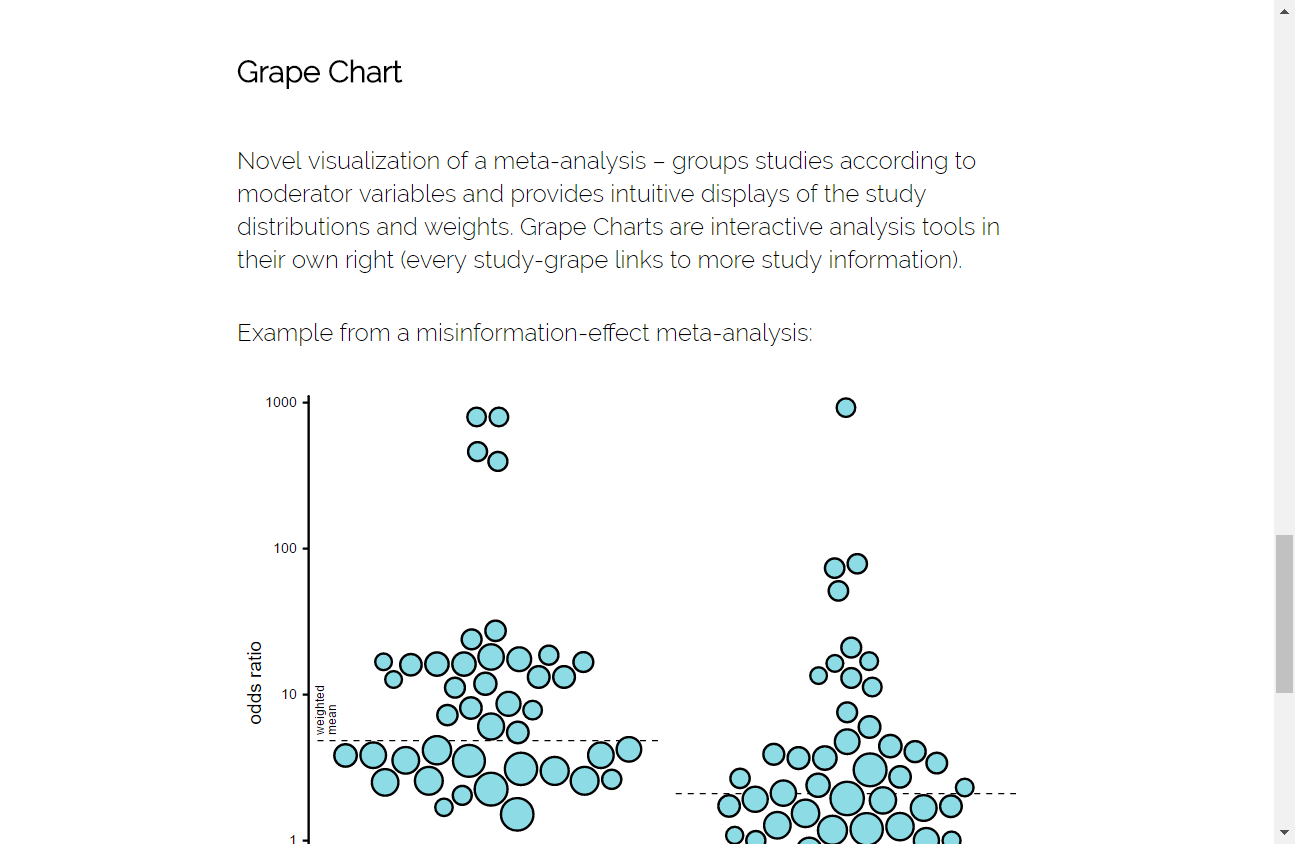 Grape Chart
Novel visualization of a meta-analysis – groups studies according to
moderator variables and provides intuitive displays of the study
distributions and weights. Grape Charts are interactive analysis tools in
their own right (every study-grape links to more study information).
Example from a misinformation-effect meta-analysis:
1000
100
odds ratio
10
weighted
mean
1